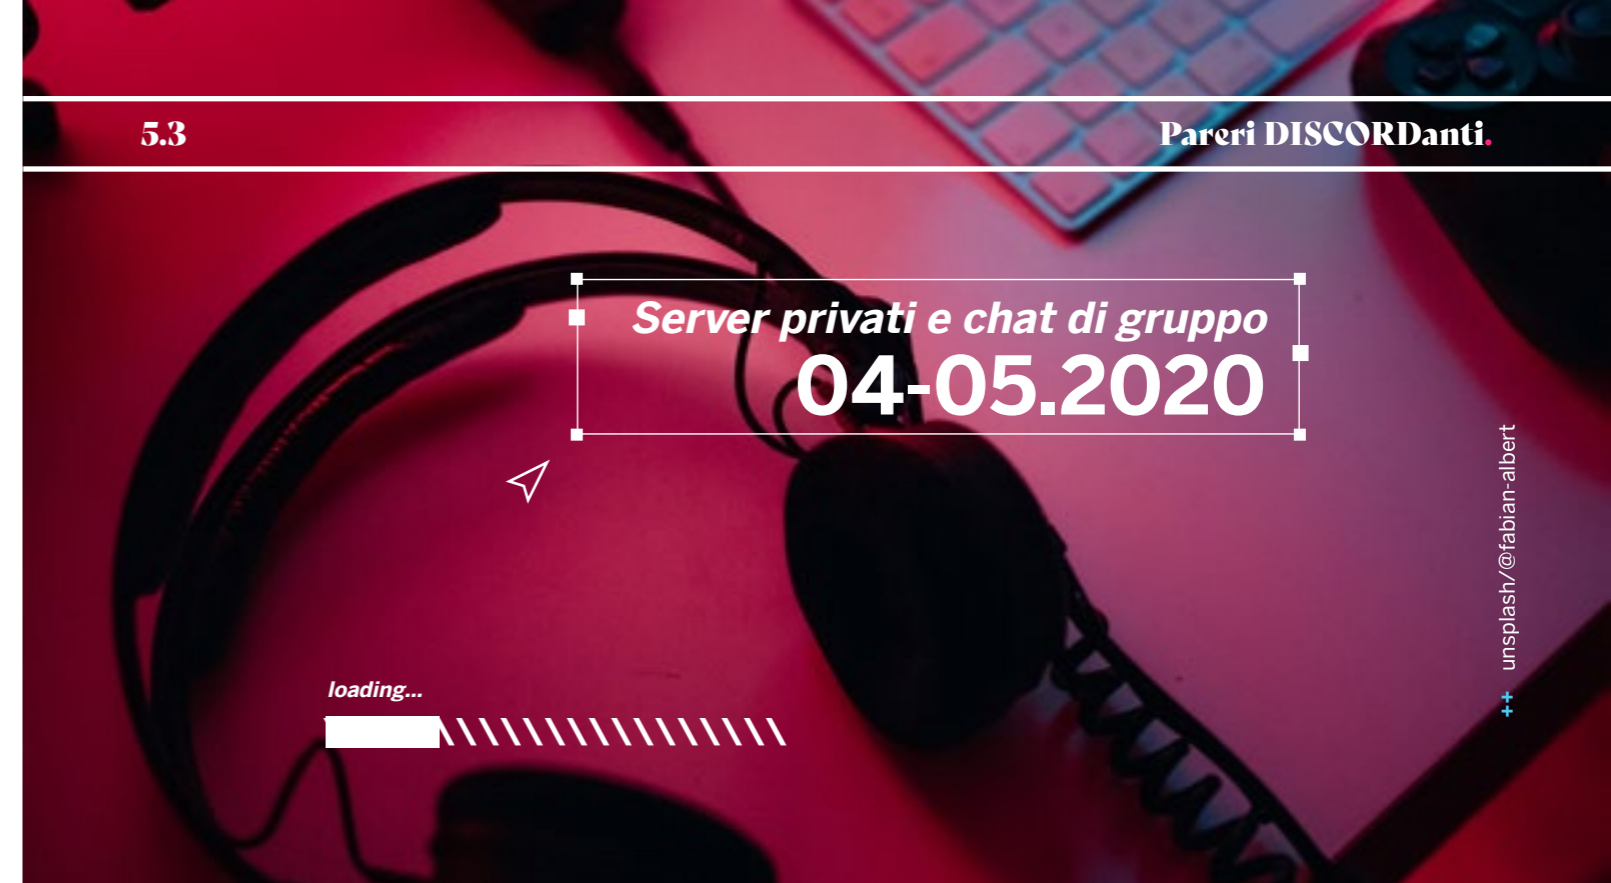 5.3
Pareri DISCORDanti.
Server privati e chat di gruppo
04-05.2020
loading...
++ unsplash/@fabian-albert